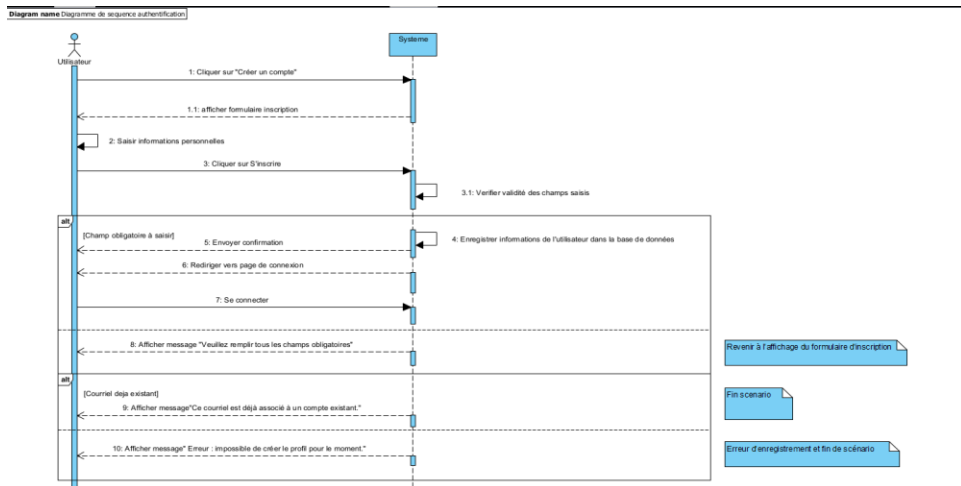 Diagram name Diagramme de sequence authentification
Utilisateur
Systeme
1: Cliquer sur "Créer un compte"
1.1: afficher formulaire inscription
2: Saisir informations personnelles
3: Cliquer sur S'inscrire
3.1: Verifier validité des champs saisis
alt
[Champ obligatoire à saisir]
4: Enregistrer informations de l'utilisateur dans la base de données
5: Envoyer confirmation
6: Rediriger vers page de connexion
7: Se connecter
8: Afficher message "Veuillez remplir tous les champs obligatoires"
Revenir à l'affichage du formulaire d'inscription
alt
[Courriel deja existant]
Fin scenario
9: Afficher message"Ce courriel est déjà associé à un compte existant."
10: Afficher message" Erreur : impossible de créer le profil pour le moment."
Erreur d'enregistrement et fin de scénario